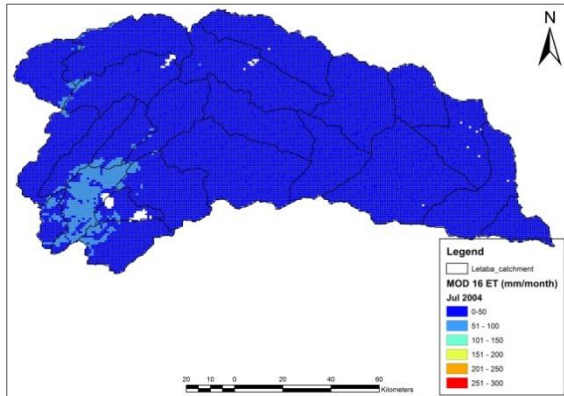 N
Legend
Letaba_catchment
MOD 16 ET (mm/month)
Jul 2004
0-50
51 - 100
101 - 150
151 - 200
201 - 250
251 - 300
20 10 0 20 40 60
Kilometers